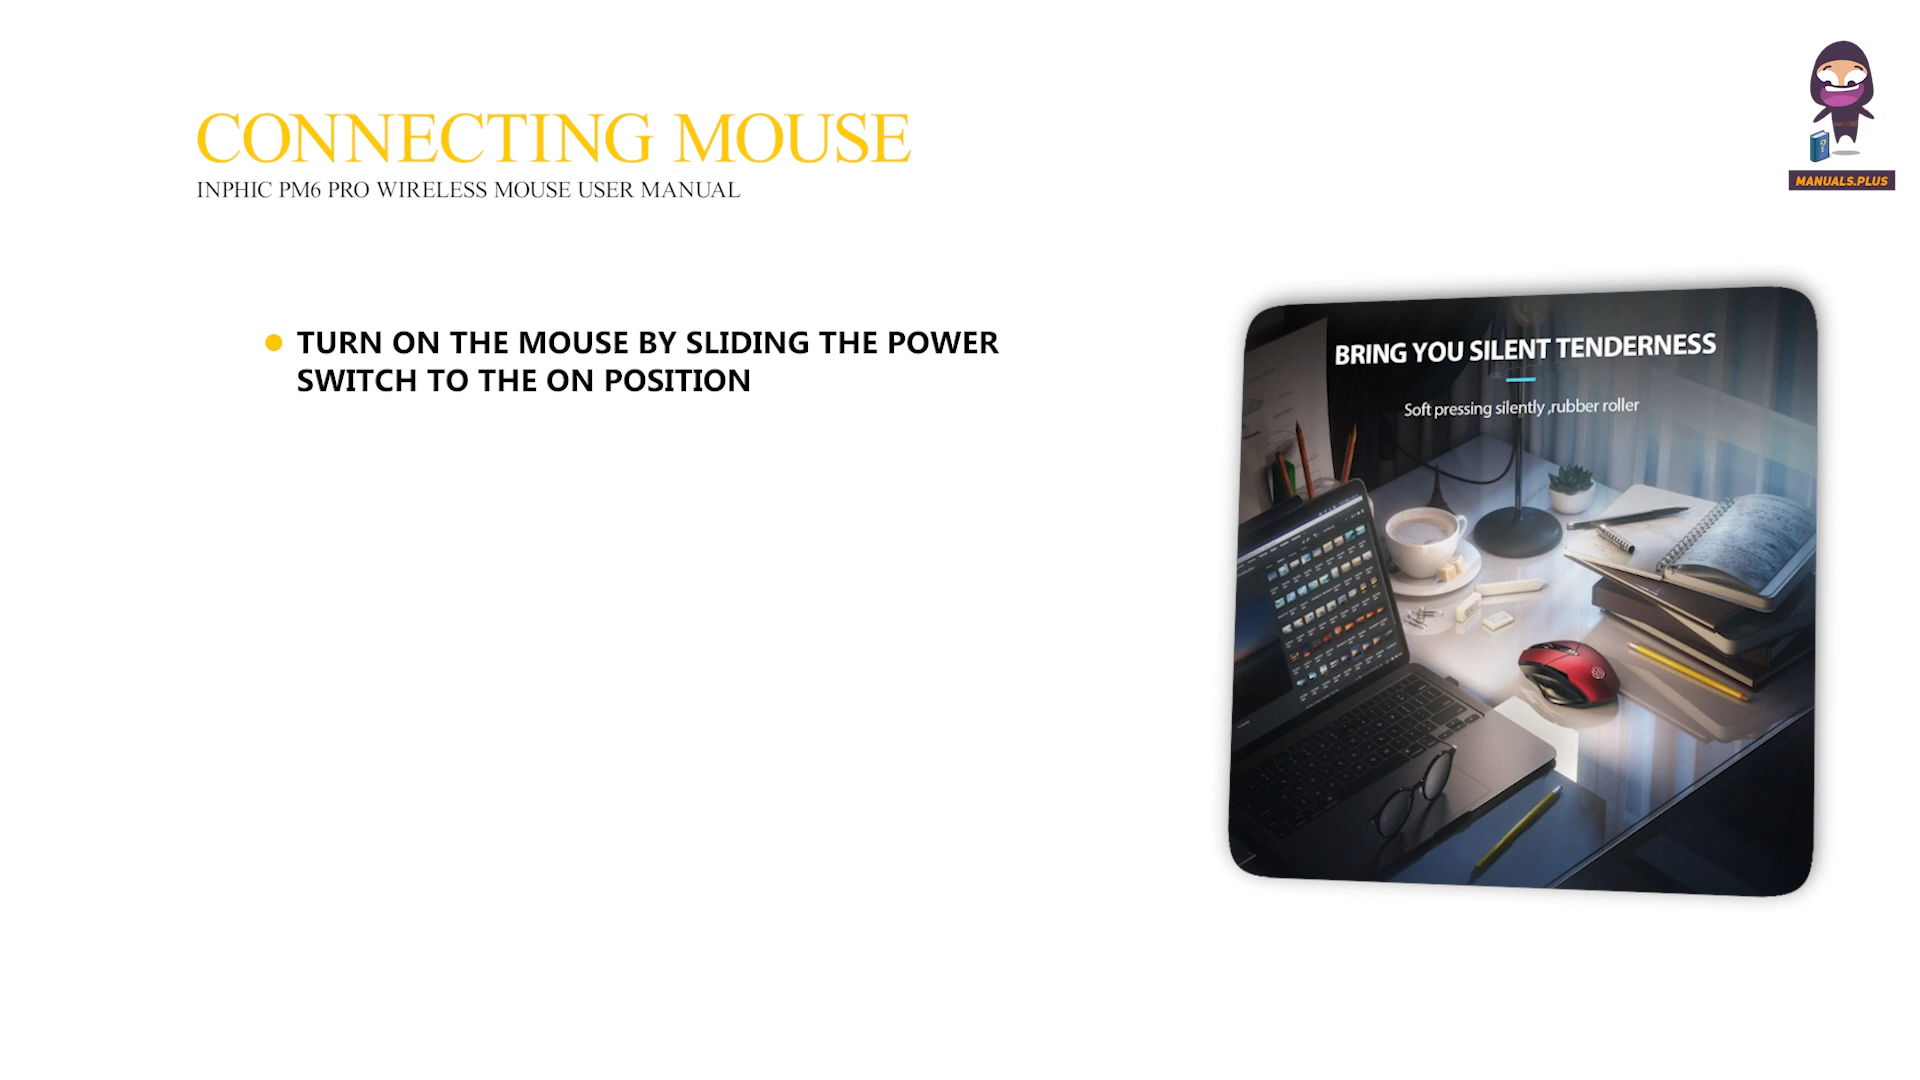 CONNECTING MOUSE
INPHIC PM6 PRO WIRELESS MOUSE USER MANUAL
MANUALS.PLUS
TURN ON THE MOUSE BY SLIDING THE POWER
SWITCH TO THE ON POSITION
BRING YOU SILENT TENDERNESS
Soft pressing silently ,rubber roller